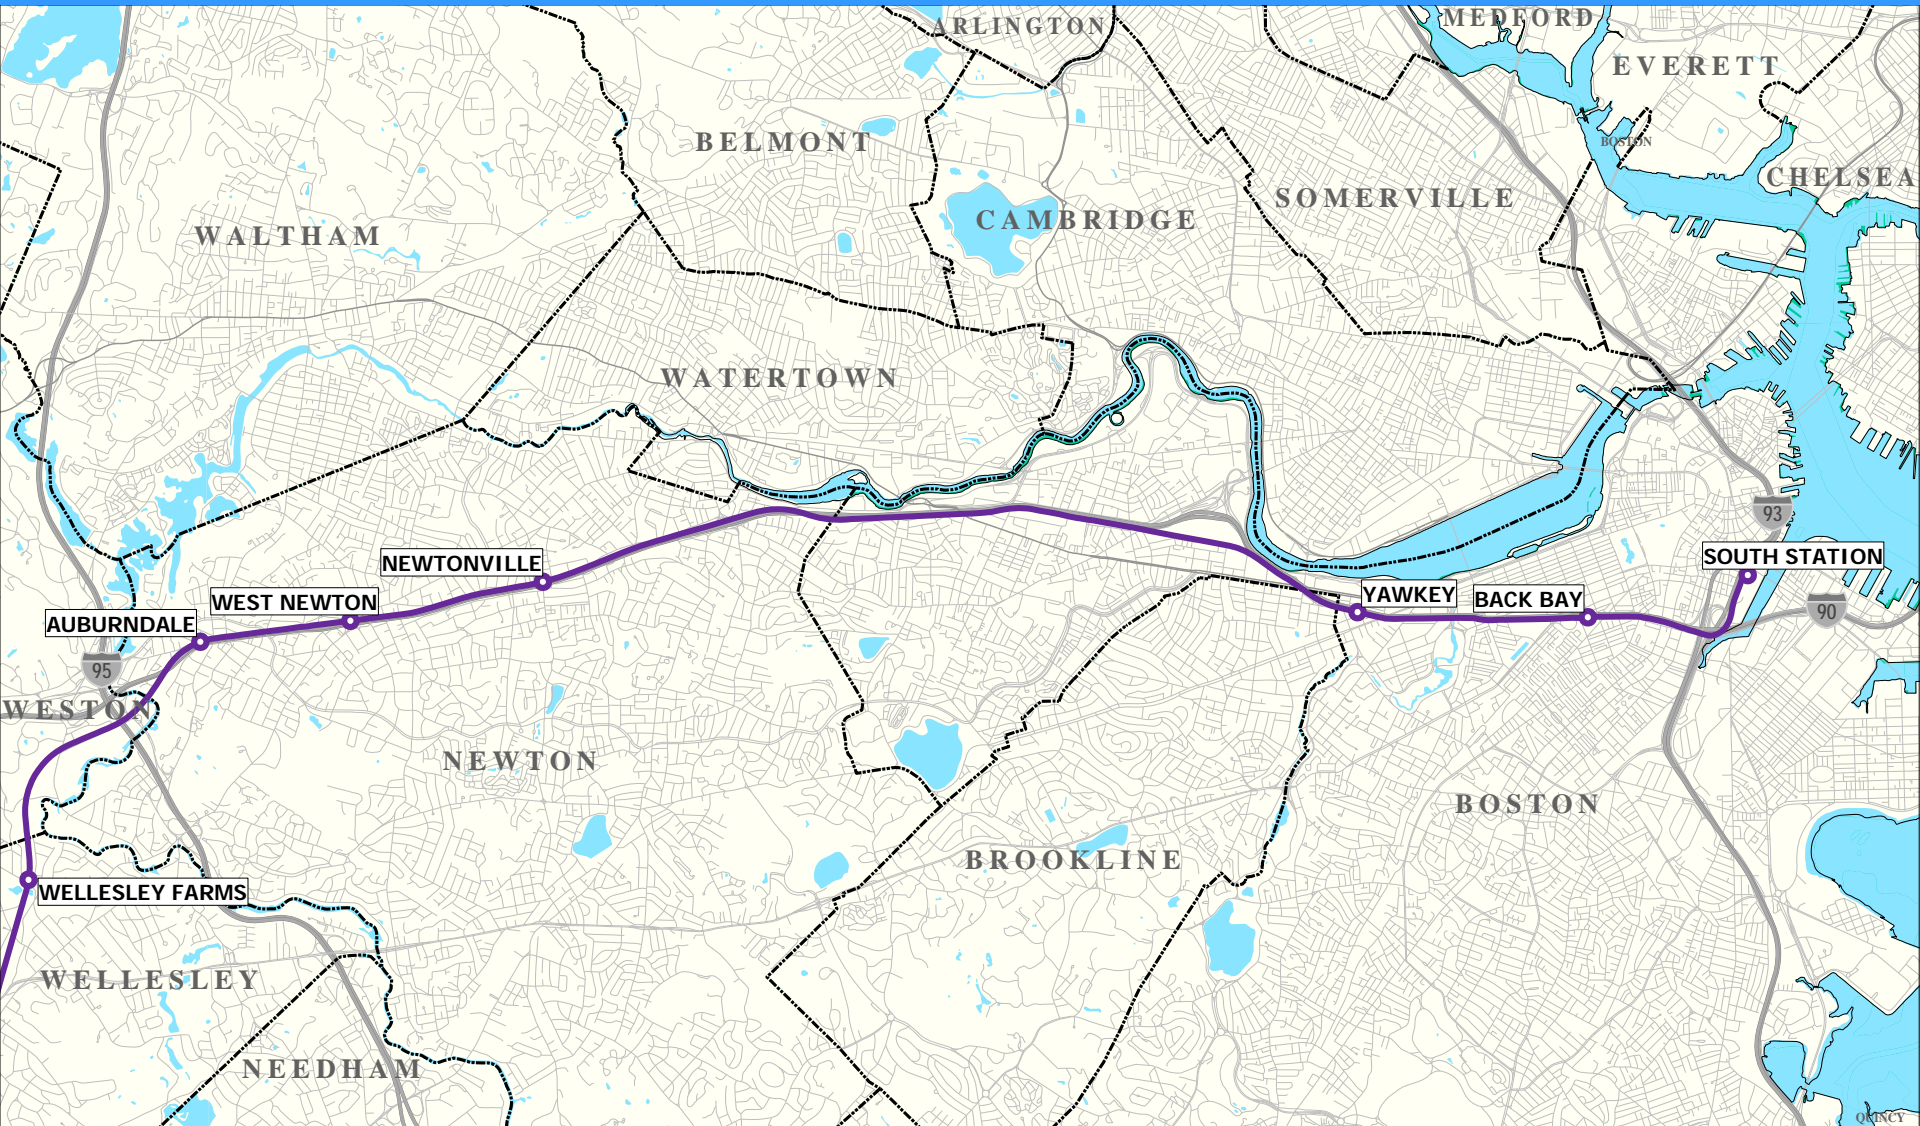 ARLINGTON
MEDFORD
EVERETT
BELMONT
BOSTON
CHELSEA
SOMERVILLE
CAMBRIDGE
WALTHAM
WATERTOWN
93
SOUTH STATION
NEWTONVILLE
WEST NEWTON
YAWKEY
BACK BAY
90
AUBURNDALE
95
WESTON
NEWTON
BOSTON
BROOKLINE
WELLESLEY FARMS
WELLESLEY
NEEDHAM
QUINCY